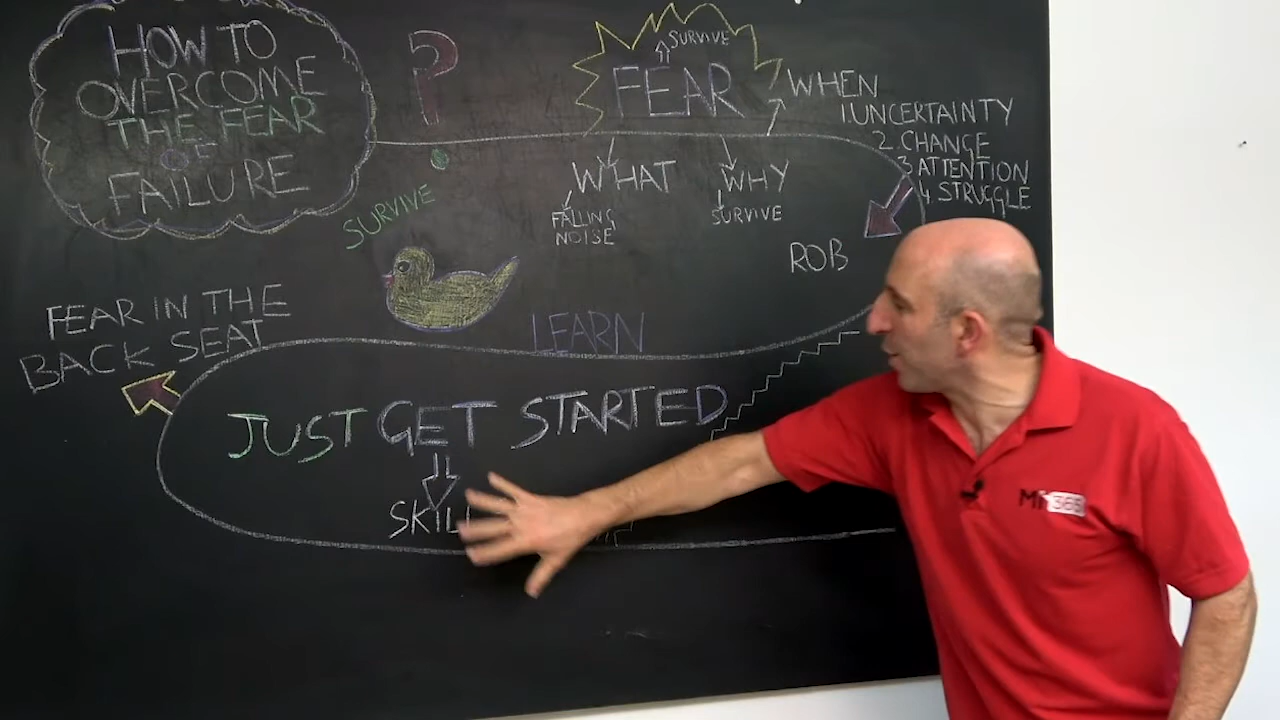 HOW TO
OVERCOME
THE FEAR
OF
FAILURE
?
SURVIVE
FEAR
WHEN
1. UNCERTAINTY
2. CHANGE
3 ATTENTION
4. STRUGGLE
WHAT
WHY
FALLING
NOISE
SURVIVE
SURVIVE
ROB
FEAR IN THE
BACK SEAT
LEARN
JUST GET STARTED
365